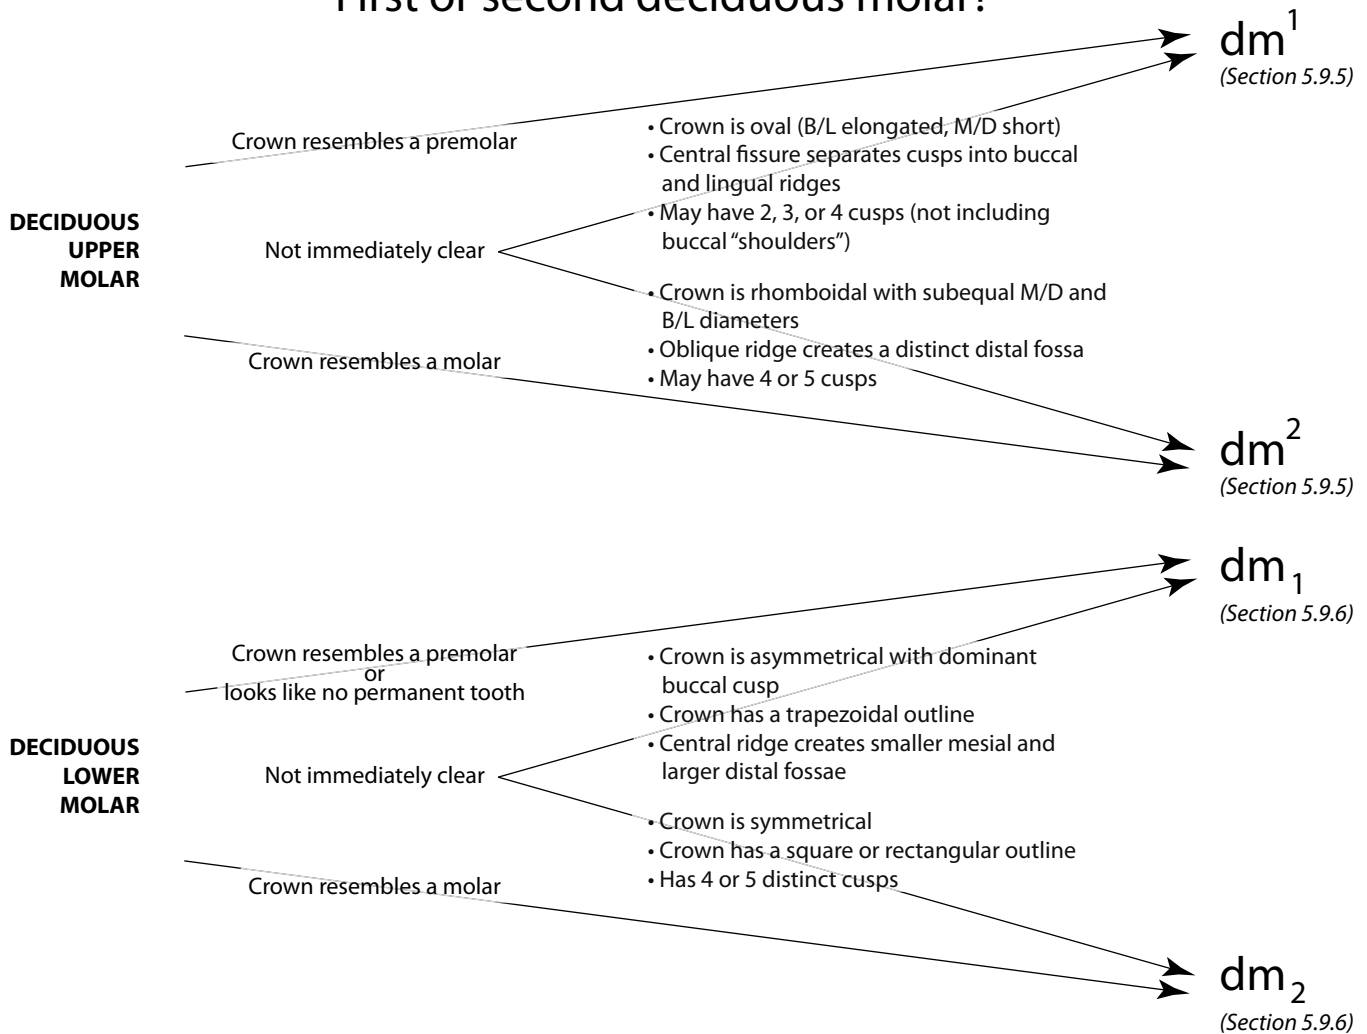 First or second deciduous molar?
dm¹
(Section 5.9.5)
Crown resembles a premolar
• Crown is oval (B/L elongated, M/D short)
• Central fissure separates cusps into buccal
and lingual ridges
• May have 2, 3, or 4 cusps (not including
buccal “shoulders”)
DECIDUOUS
UPPER
MOLAR
Not immediately clear
• Crown is rhomboidal with subequal M/D and
B/L diameters
• Oblique ridge creates a distinct distal fossa
• May have 4 or 5 cusps
Crown resembles a molar
dm²
(Section 5.9.5)
dm₁
(Section 5.9.6)
Crown resembles a premolar
or
looks like no permanent tooth
• Crown is asymmetrical with dominant
buccal cusp
• Crown has a trapezoidal outline
• Central ridge creates smaller mesial and
larger distal fossae
DECIDUOUS
LOWER
MOLAR
Not immediately clear
• Crown is symmetrical
• Crown has a square or rectangular outline
• Has 4 or 5 distinct cusps
Crown resembles a molar
dm₂
(Section 5.9.6)